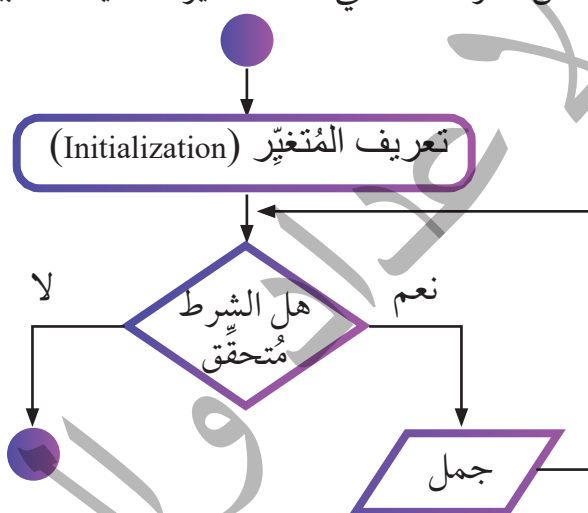 تعريف المُتغيِّر (Initialization)
لا
نعم
هل الشرط
مُتحقِّق
جمل